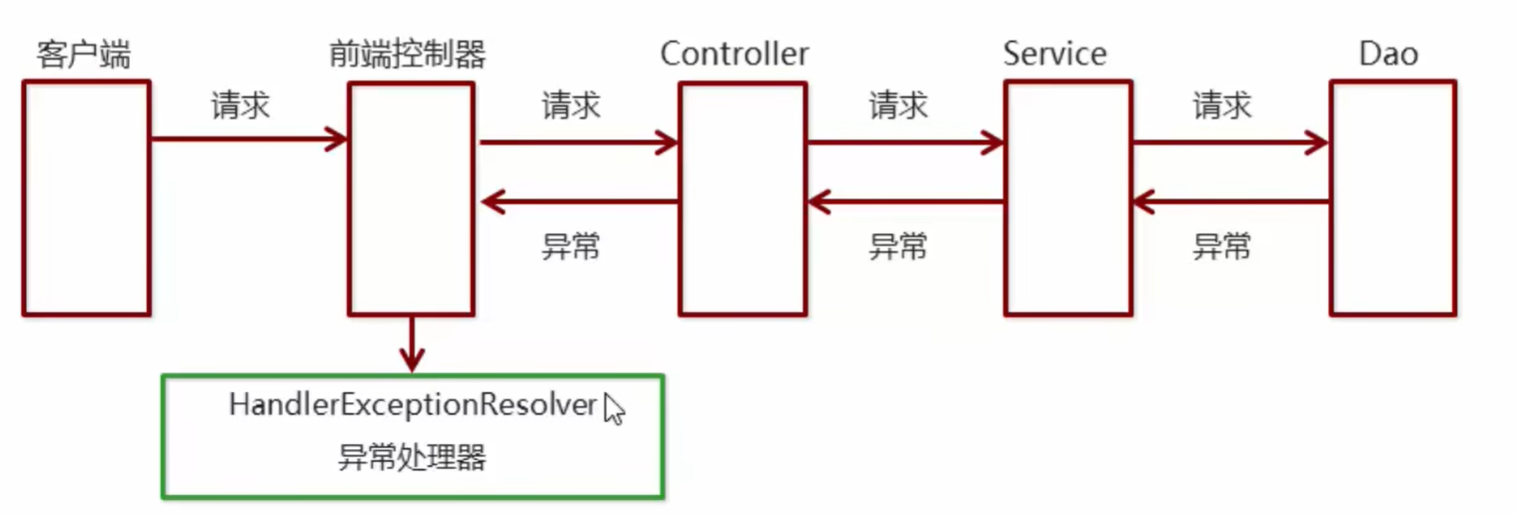 客户端
前端控制器
Controller
Service
Dao
请求
请求
请求
请求
异常
异常
异常
HandlerExceptionResolver
异常处理器